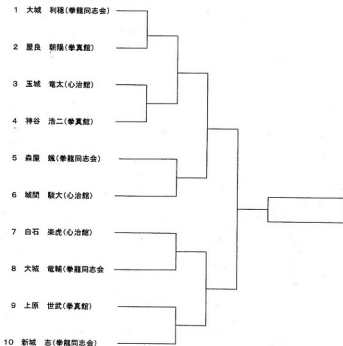 1 大城 利穂(拳龍同志会)
2 屋良 朝陽(拳真館)
3 玉城 竜太(心治館)
4 神谷 浩二(拳真館)
5 森屋 颯(拳龍同志会)
6 城間 駿大(心治館)
7 白石 楽虎(心治館)
8 大城 竜輔(拳龍同志会
9 上原 世武(拳真館)
10 新城 志(拳龍同志会)